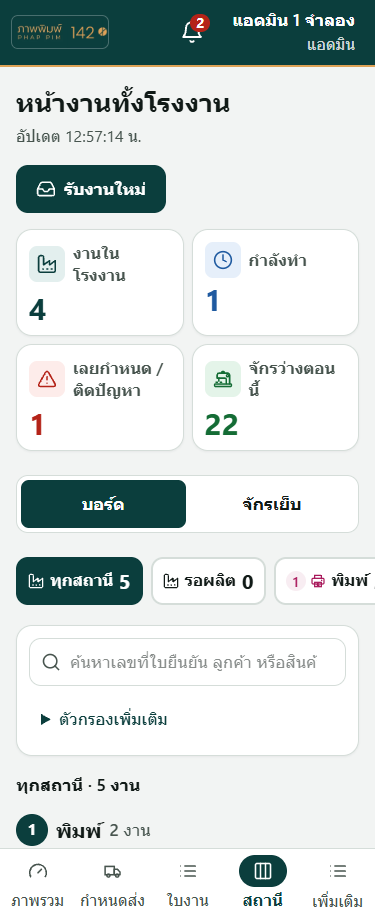 ภาพพิมพ์ 142
PHAP PIM
2
แอดมิน 1 จำลอง
แอดมิน
หน้างานทั้งโรงงาน
อัปเดต 12:57:14 น.
รับงานใหม่
งานใน
โรงงาน
4
กำลังทำ
1
เลยกำหนด /
ติดปัญหา
1
จักรว่างตอน
นี้
22
บอร์ด
จักรเย็บ
ทุกสถานี 5
รอผลิต 0
1 พิมพ์
ค้นหาเลขที่ใบยืนยัน ลูกค้า หรือสินค้
ตัวกรองเพิ่มเติม
ทุกสถานี · 5 งาน
1 พิมพ์ 2 งาน
ภาพรวม
กำหนดส่ง
ใบงาน
สถานี
เพิ่มเติม